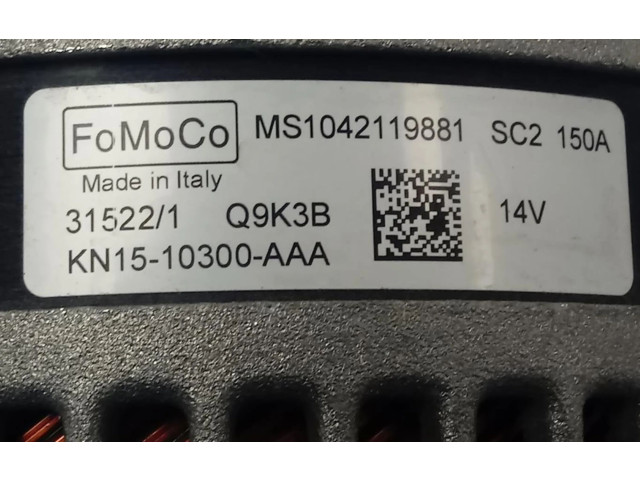 FoMoCo MS1042119881 SC2 150A
Made in Italy
31522/1 Q9K3B 14V
KN15-10300-AAA